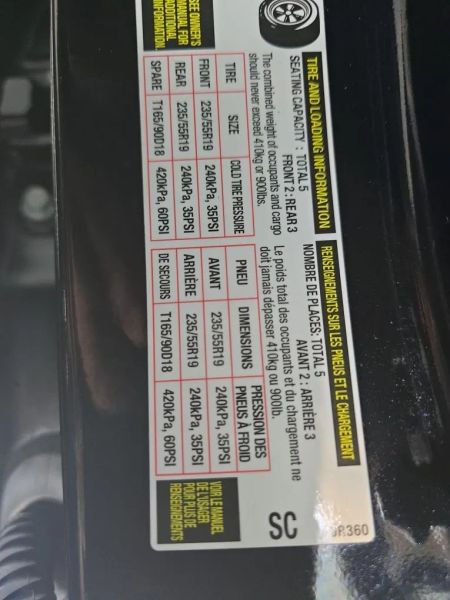 TIRE AND LOADING INFORMATION
SEATING CAPACITY : TOTAL 5
FRONT 2 : REAR 3
The combined weight of occupants and cargo
should never exceed 410kg or 900lbs.
TIRE SIZE COLD TIRE PRESSURE
FRONT 235/55R19 240kPa, 35PSI
REAR 235/55R19 240kPa, 35PSI
SPARE T165/90D18 420kPa, 60PSI
SEE OWNER'S
MANUAL FOR
ADDITIONAL
INFORMATION.
RENSEIGNEMENTS SUR LES PNEUS ET LE CHARGEMENT
NOMBRE DE PLACES: TOTAL 5
AVANT 2 : ARRIÈRE 3
Le poids total des occupants et du chargement ne
doit jamais dépasser 410kg ou 900lb.
PNEU DIMENSIONS PRESSION DES
PNEUS À FROID
AVANT 235/55R19 240kPa, 35PSI
ARRIÈRE 235/55R19 240kPa, 35PSI
DE SECOURS T165/90D18 420kPa, 60PSI
VOIR LE MANUEL
DE L'USAGER
POUR PLUS DE
RENSEIGNEMENTS
SC
R360